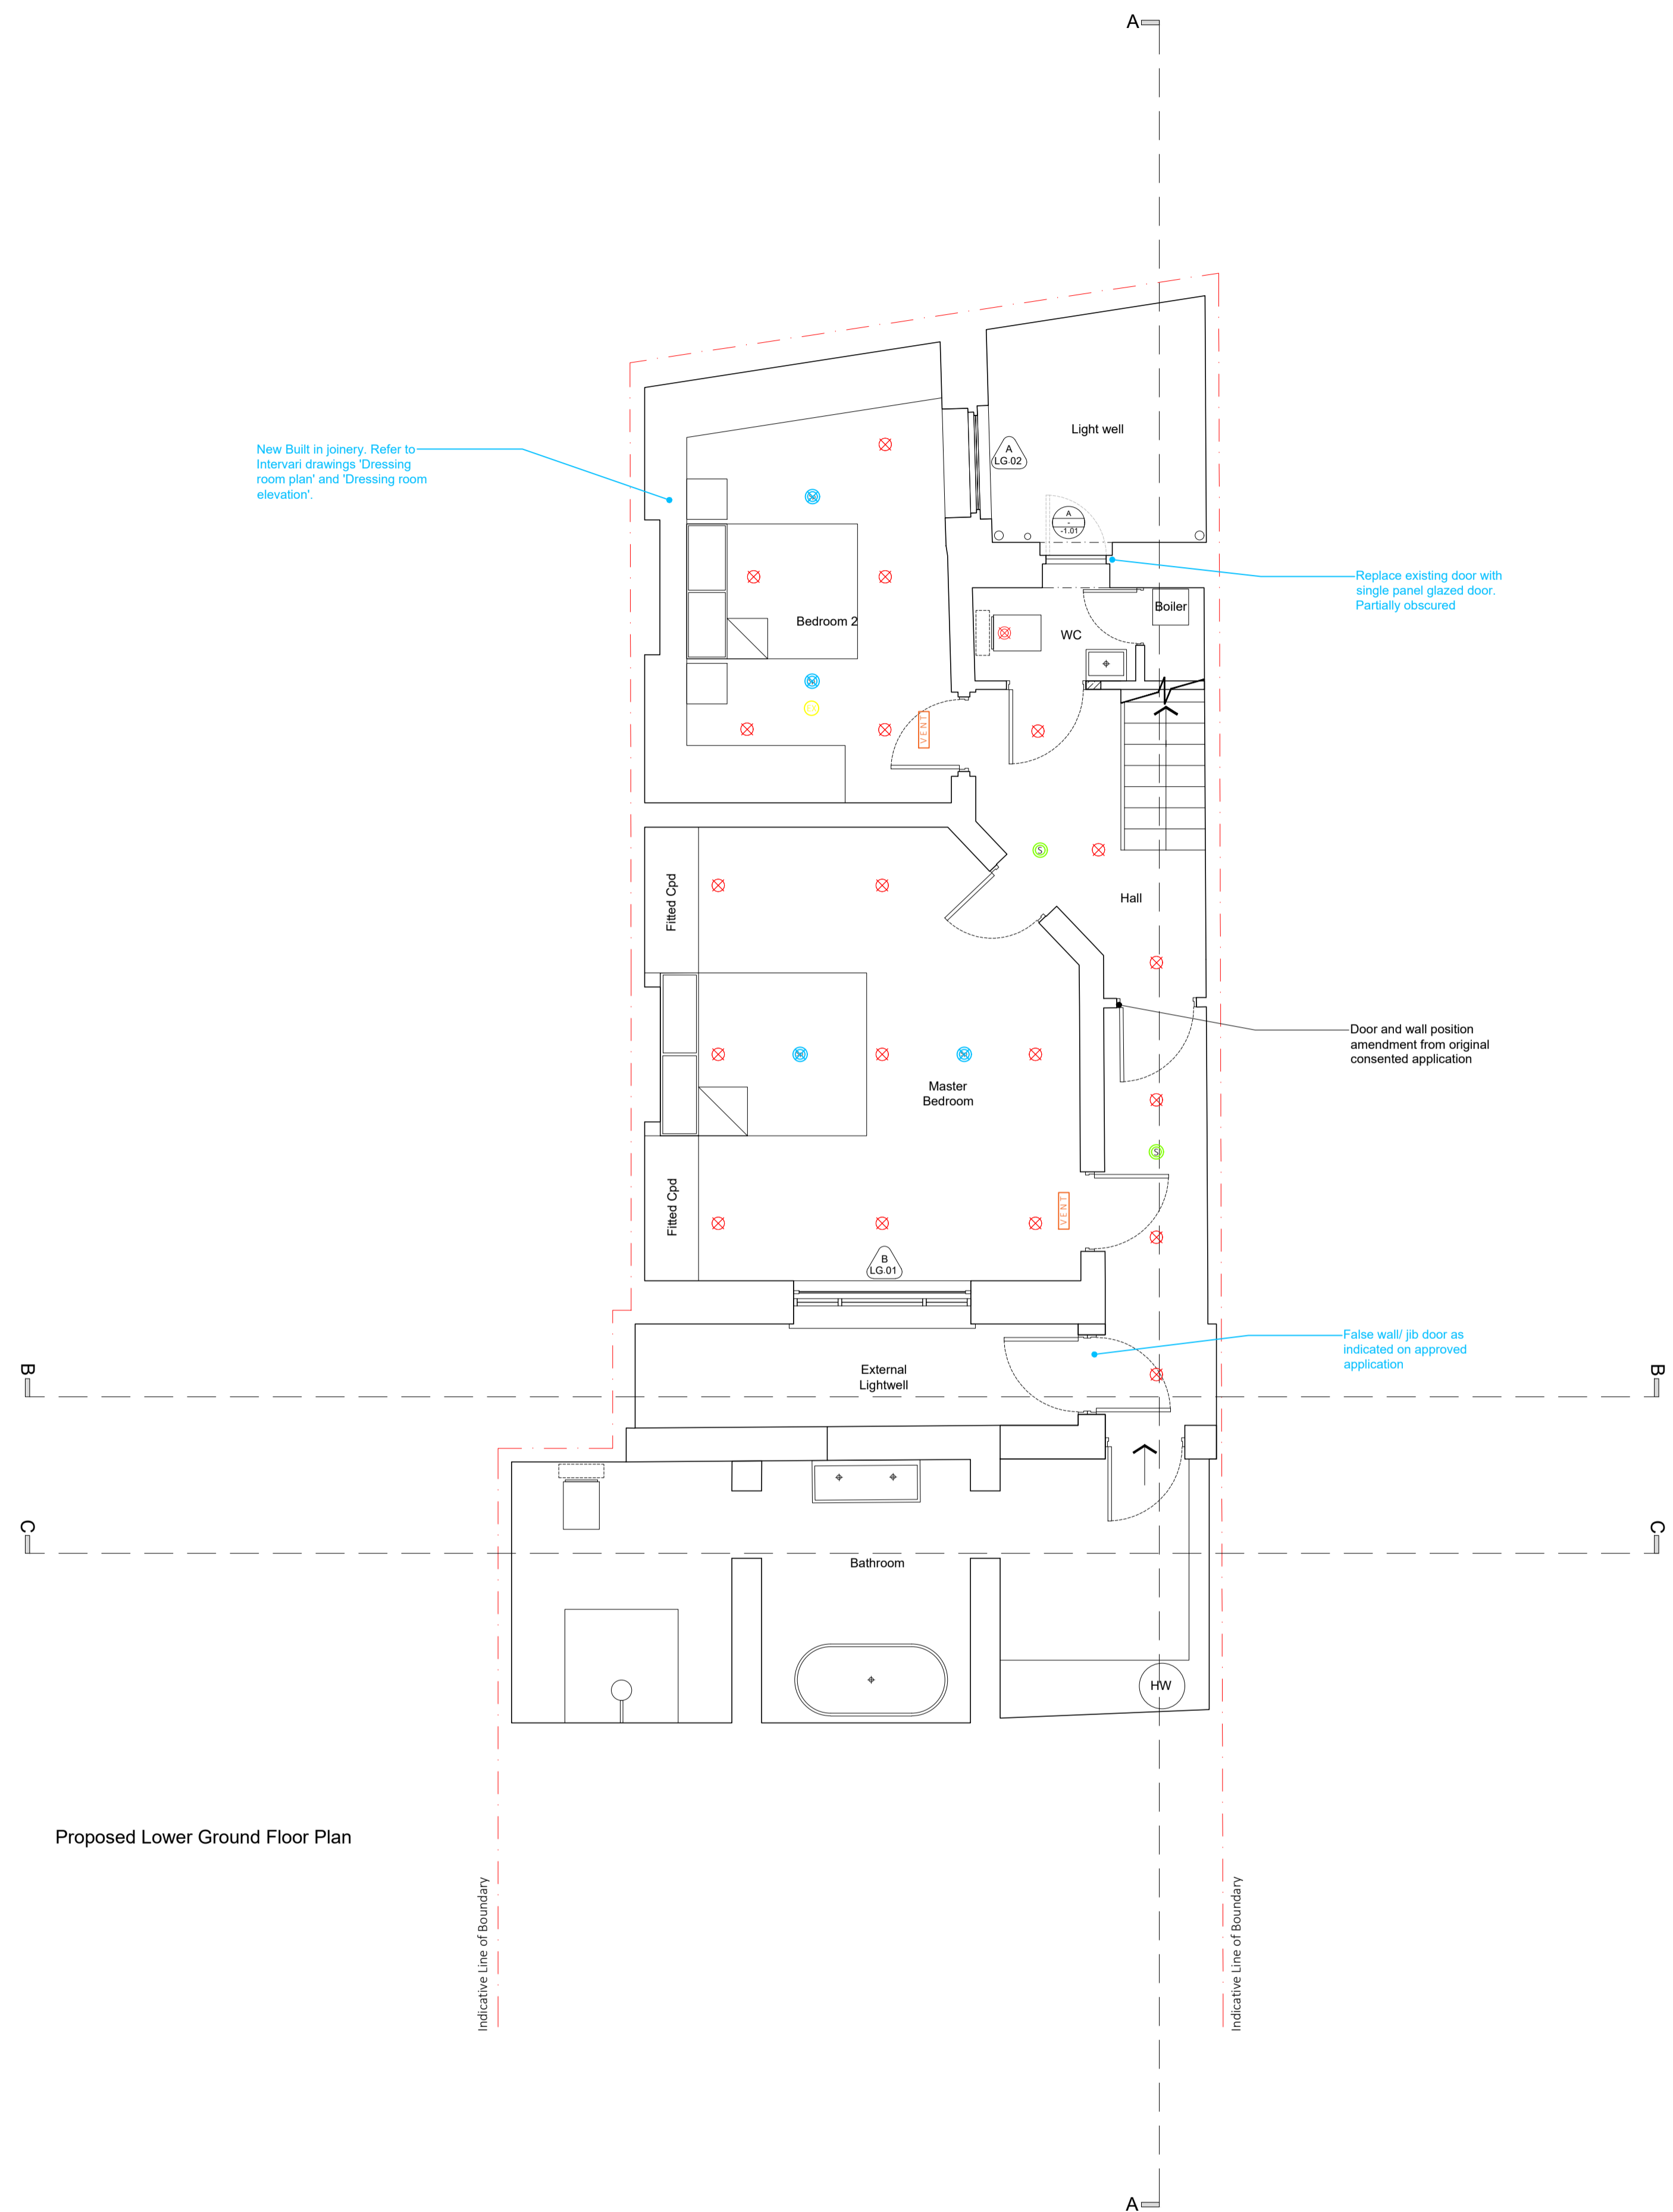 A
New Built in joinery. Refer to
Intervari drawings 'Dressing
room plan' and 'Dressing room
elevation'.
Light well
A
LG.02
A
-
-1.01
Replace existing door with
single panel glazed door.
Partially obscured
Boiler
Bedroom 2
WC
VENT
S
Fitted Cpd
Hall
Door and wall position
amendment from original
consented application
Master
Bedroom
S
Fitted Cpd
VENT
B
LG.01
False wall/ jib door as
indicated on approved
application
External
Lightwell
B
B
C
C
Bathroom
HW
Proposed Lower Ground Floor Plan
Indicative Line of Boundary
Indicative Line of Boundary
A